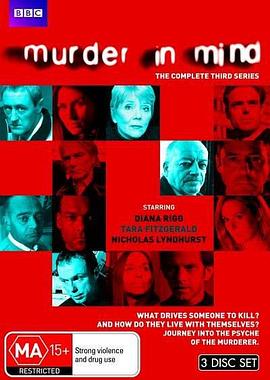 BBC
murder in mind
THE COMPLETE THIRD SERIES
STARRING
DIANA RIGG
TARA FITZGERALD
NICHOLAS LYNDHURST
WHAT DRIVES SOMEONE TO KILL?
AND HOW DO THEY LIVE WITH THEMSELVES?
JOURNEY INTO THE PSYCHE
OF THE MURDERER.
MA 15+
RESTRICTED
Strong violence
and drug use
3 DISC SET